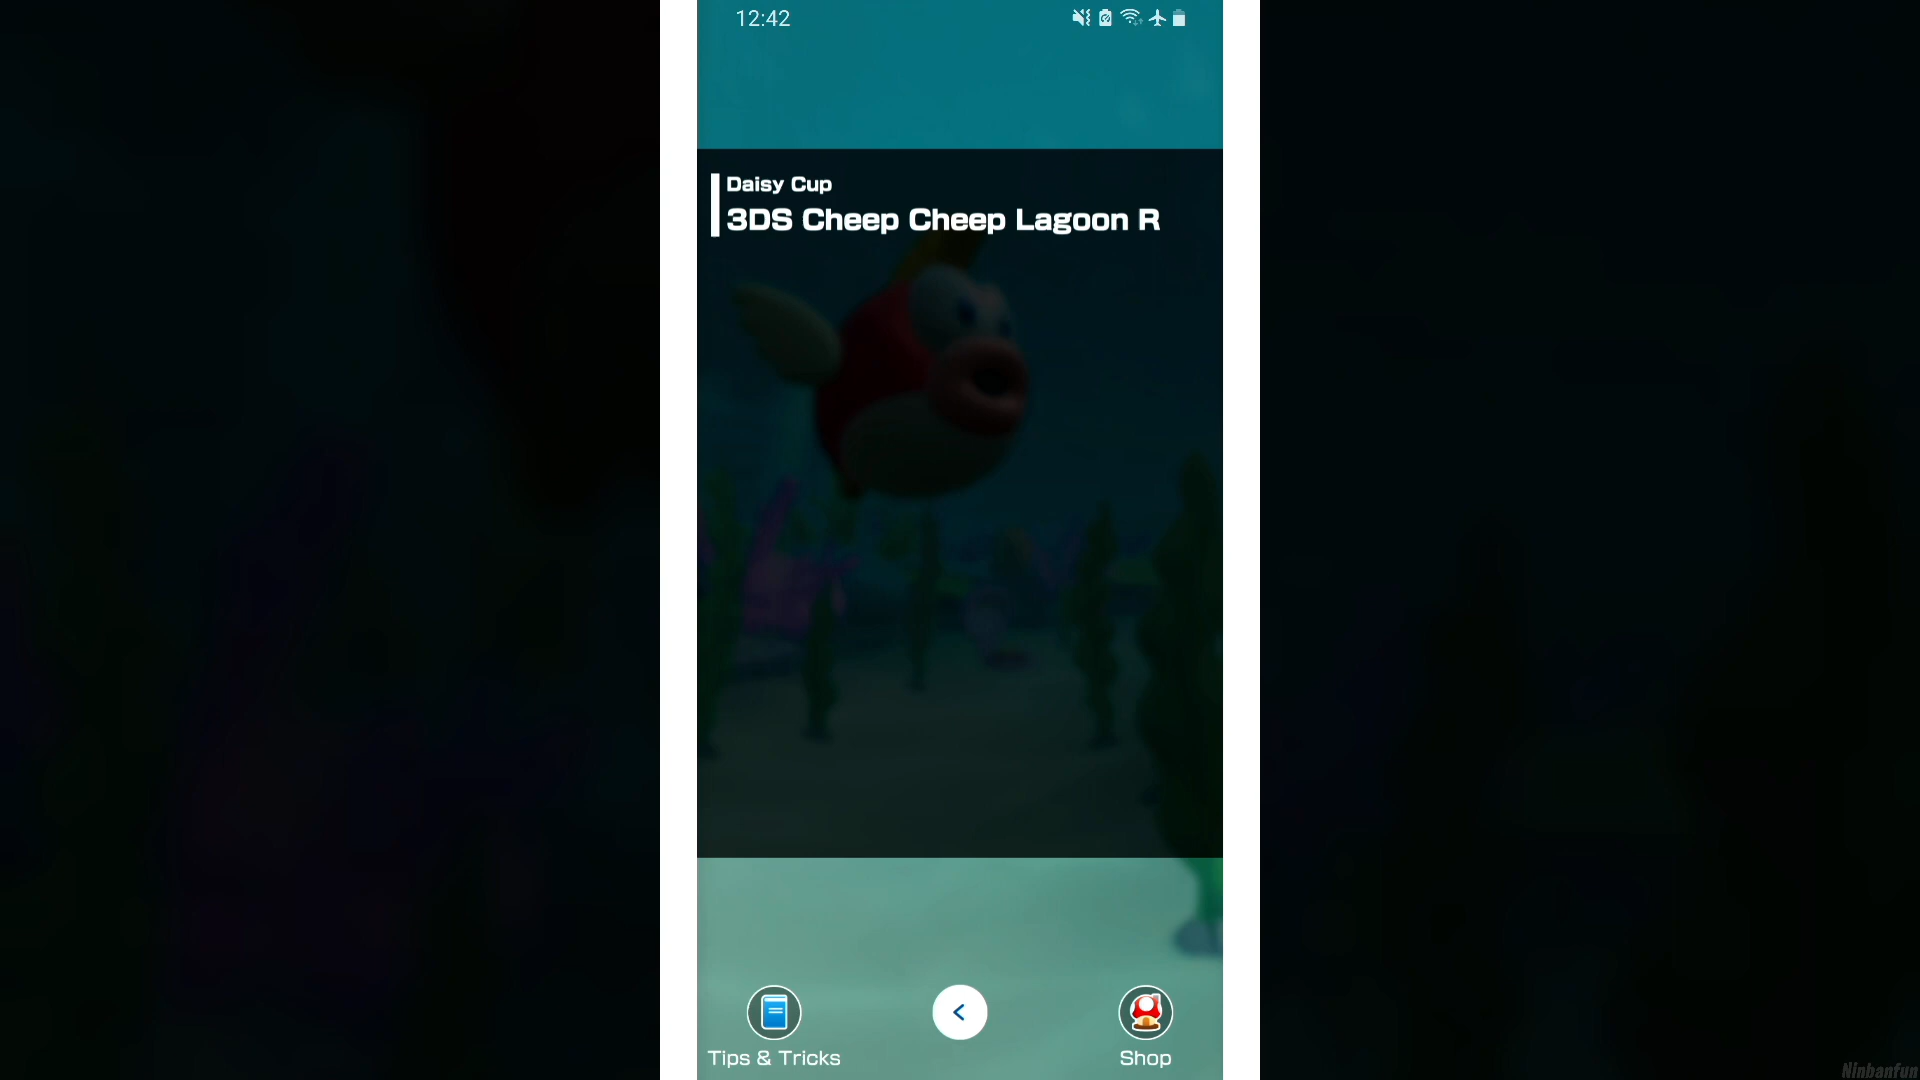 12:42
Daisy Cup
3DS Cheep Cheep Lagoon R
Tips & Tricks
Shop
Ninbanfun